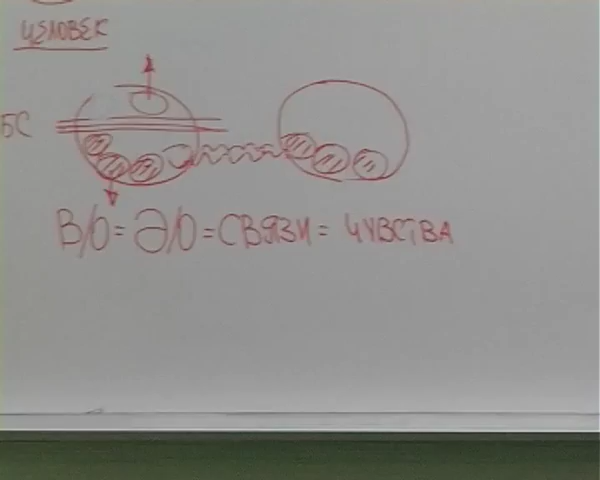 ЧЕЛОВЕК
БС
В/О = Э/О = СВЯЗИ = ЧУВСТВА